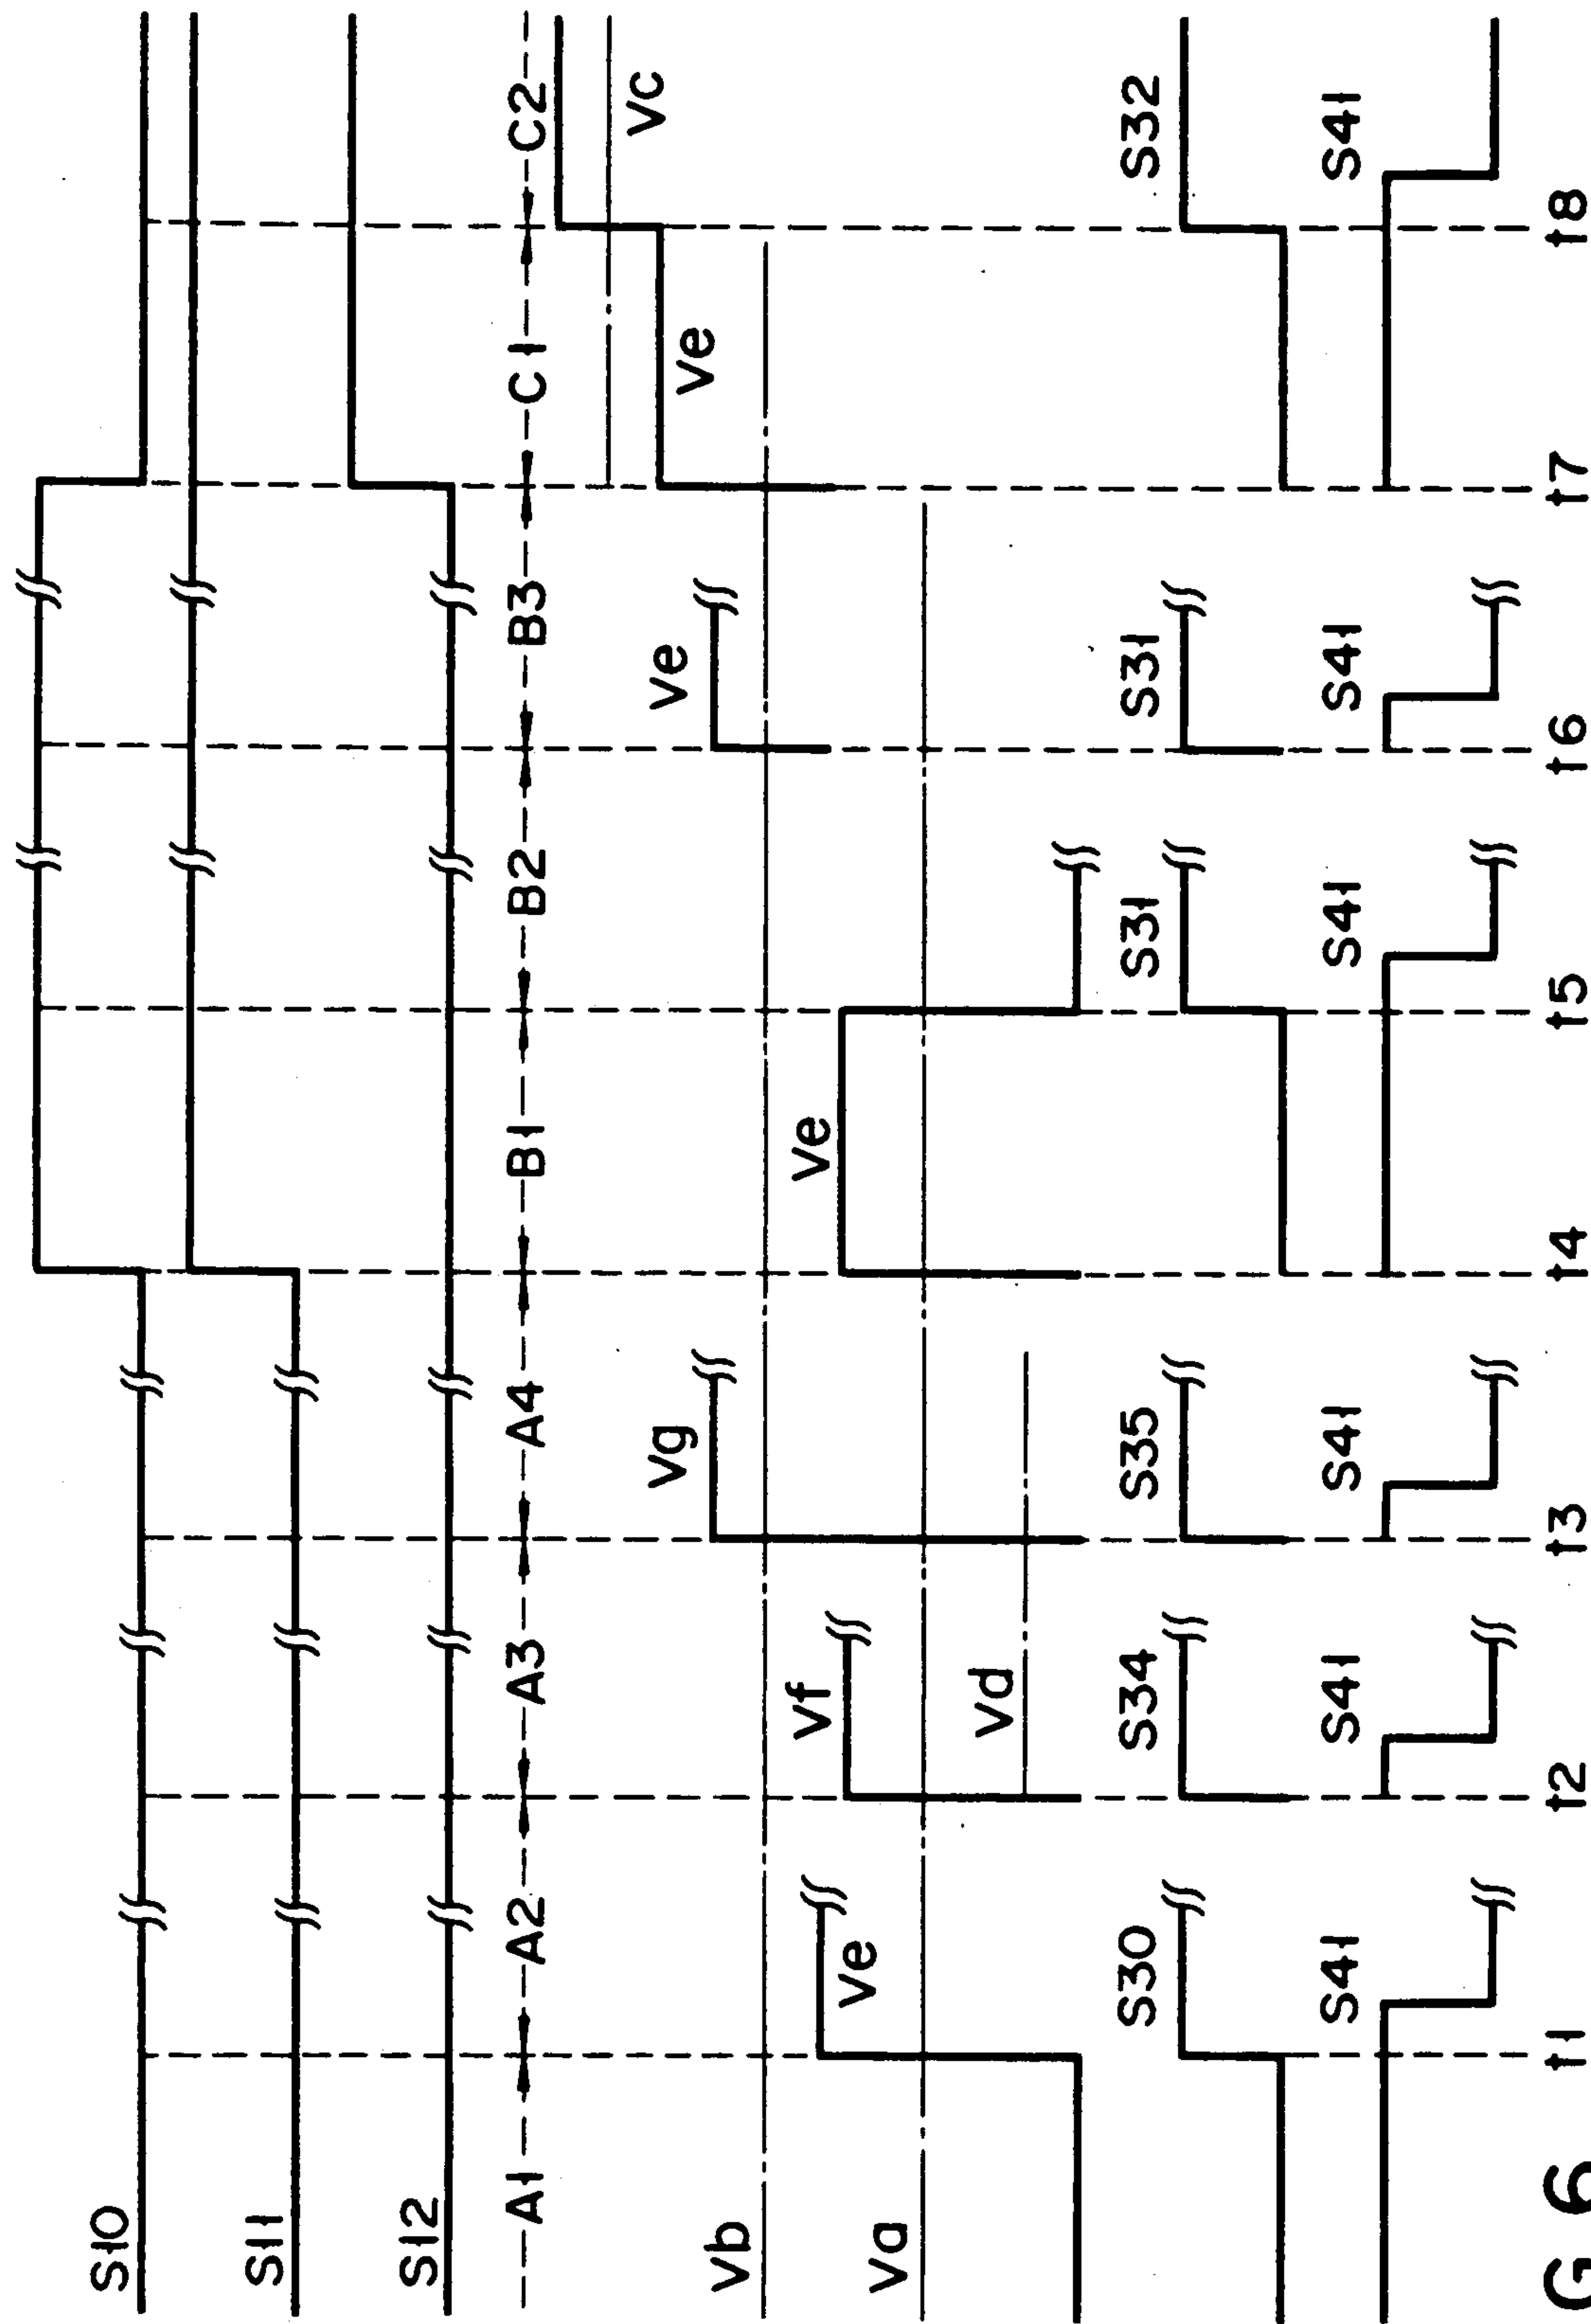 S10
S11
S12
A1 A2 A3 A4 B1 B2 B3 C1 C2
Vb
Va
Ve Vf Vg Ve Ve Ve Vc
Vd
S30 S34 S35 S31 S31 S32
S41 S41 S41 S41 S41 S41
t1 t2 t3 t4 t5 t6 t7 t8
G 6